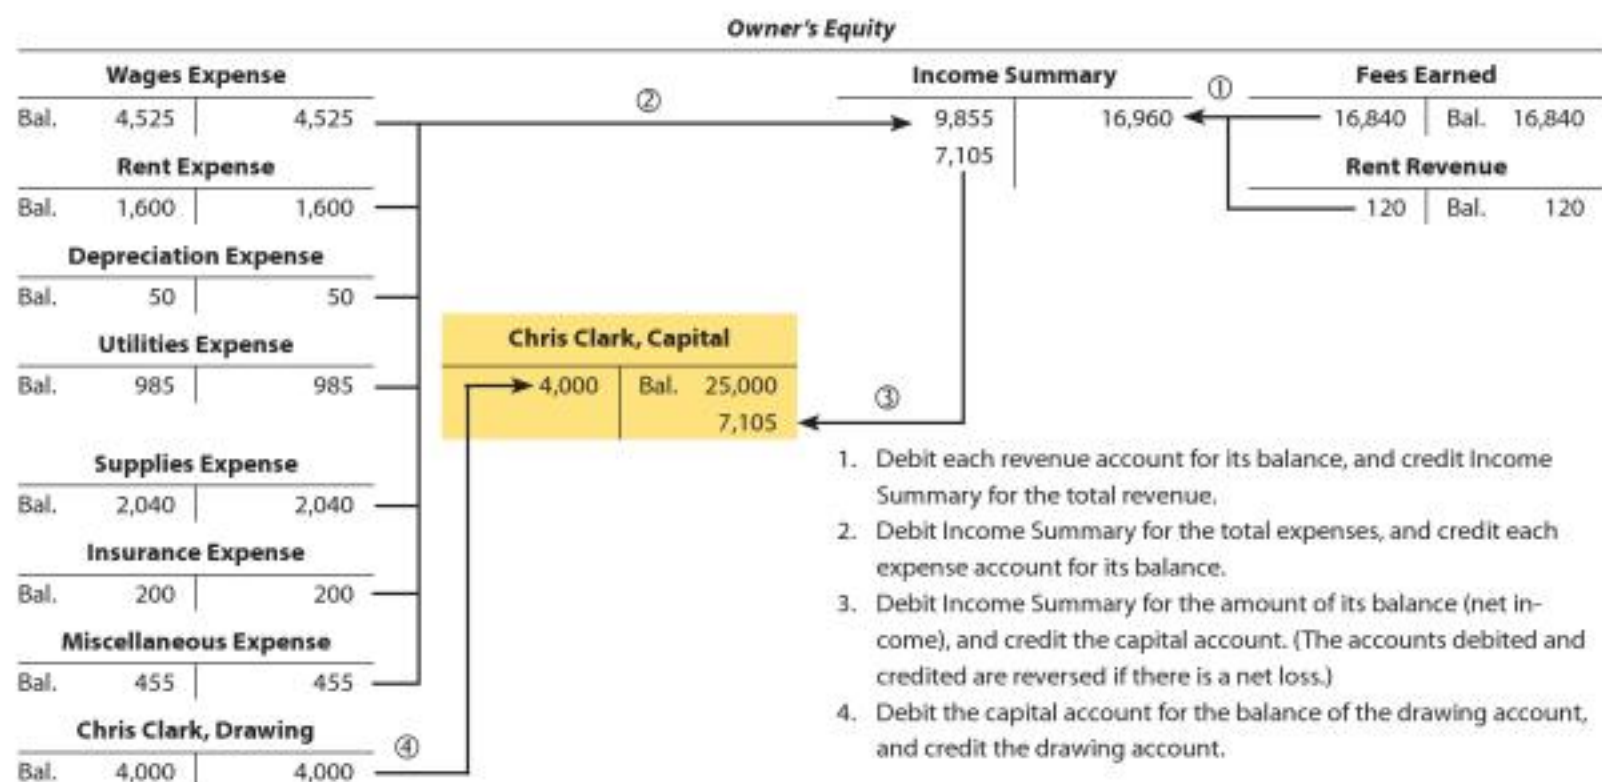 Owner's Equity
Wages Expense
Bal. 4,525 4,525
Rent Expense
Bal. 1,600 1,600
Depreciation Expense
Bal. 50 50
Utilities Expense
Bal. 985 985
Supplies Expense
Bal. 2,040 2,040
Insurance Expense
Bal. 200 200
Miscellaneous Expense
Bal. 455 455
Chris Clark, Drawing
Bal. 4,000 4,000
②
④
Chris Clark, Capital
4,000 Bal. 25,000
7,105
③
Income Summary
9,855 16,960
7,105
①
Fees Earned
16,840 Bal. 16,840
Rent Revenue
120 Bal. 120
1. Debit each revenue account for its balance, and credit Income
Summary for the total revenue.
2. Debit Income Summary for the total expenses, and credit each
expense account for its balance.
3. Debit Income Summary for the amount of its balance (net in-
come), and credit the capital account. (The accounts debited and
credited are reversed if there is a net loss.)
4. Debit the capital account for the balance of the drawing account,
and credit the drawing account.